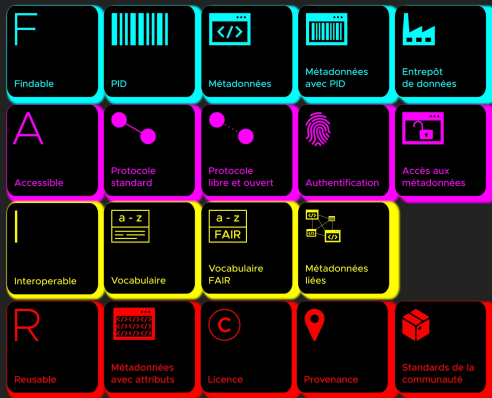 F
Findable
PID
</>
Métadonnées
Métadonnées
avec PID
Entrepôt
de données
A
Accessible
Protocole
standard
Protocole
libre et ouvert
Authentification
Accès aux
métadonnées
I
Interoperable
a - z
Vocabulaire
a - z
FAIR
Vocabulaire
FAIR
Métadonnées
liées
R
Reusable
Métadonnées
avec attributs
C
Licence
Provenance
Standards de la
communauté